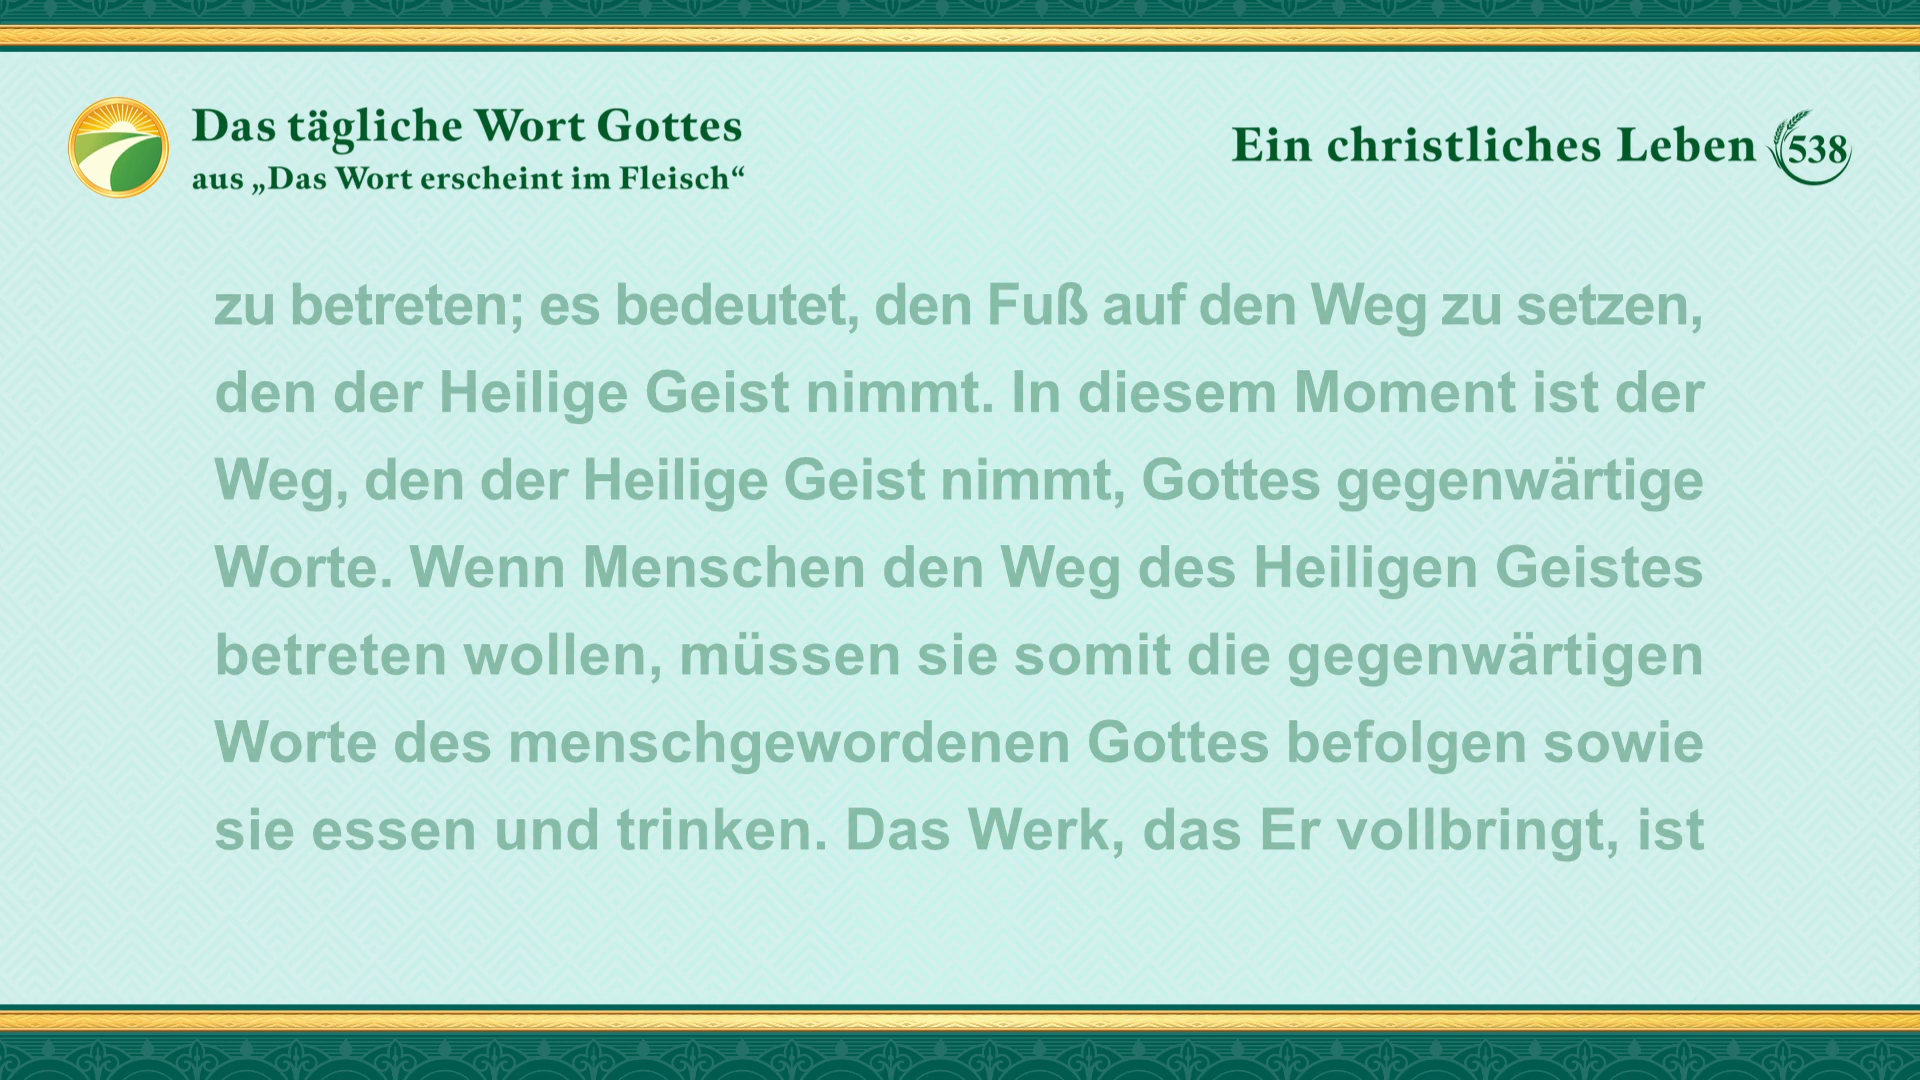 Das tägliche Wort Gottes
aus „Das Wort erscheint im Fleisch“
Ein christliches Leben 538
zu betreten; es bedeutet, den Fuß auf den Weg zu setzen,
den der Heilige Geist nimmt. In diesem Moment ist der
Weg, den der Heilige Geist nimmt, Gottes gegenwärtige
Worte. Wenn Menschen den Weg des Heiligen Geistes
betreten wollen, müssen sie somit die gegenwärtigen
Worte des menschgewordenen Gottes befolgen sowie
sie essen und trinken. Das Werk, das Er vollbringt, ist